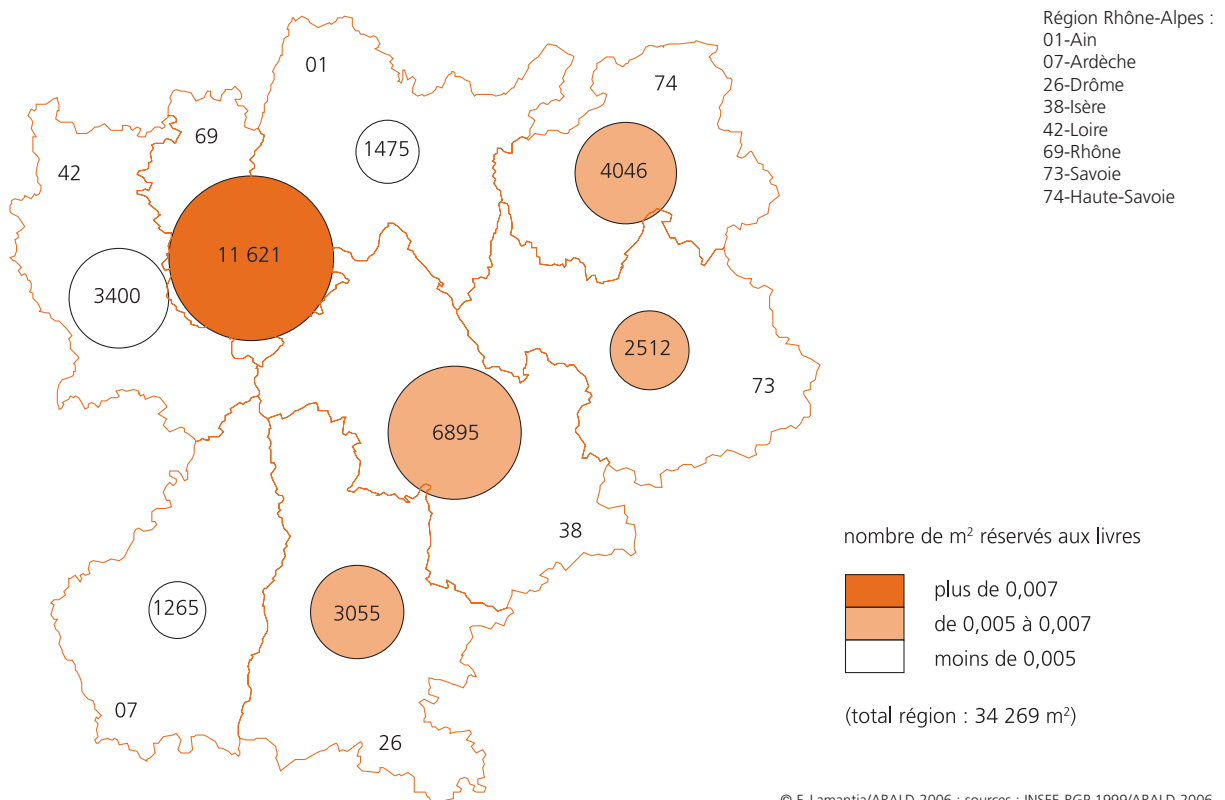 Région Rhône-Alpes :
01-Ain
07-Ardèche
26-Drôme
38-Isère
42-Loire
69-Rhône
73-Savoie
74-Haute-Savoie
01
74
69
1475
42
4046
11 621
3400
2512
73
6895
38
1265
3055
07
26
nombre de m² réservés aux livres
plus de 0,007
de 0,005 à 0,007
moins de 0,005
(total région : 34 269 m²)
© F. Lamantia/ARALD 2006 ; sources : INSEE RGP 1999/ARALD 2006